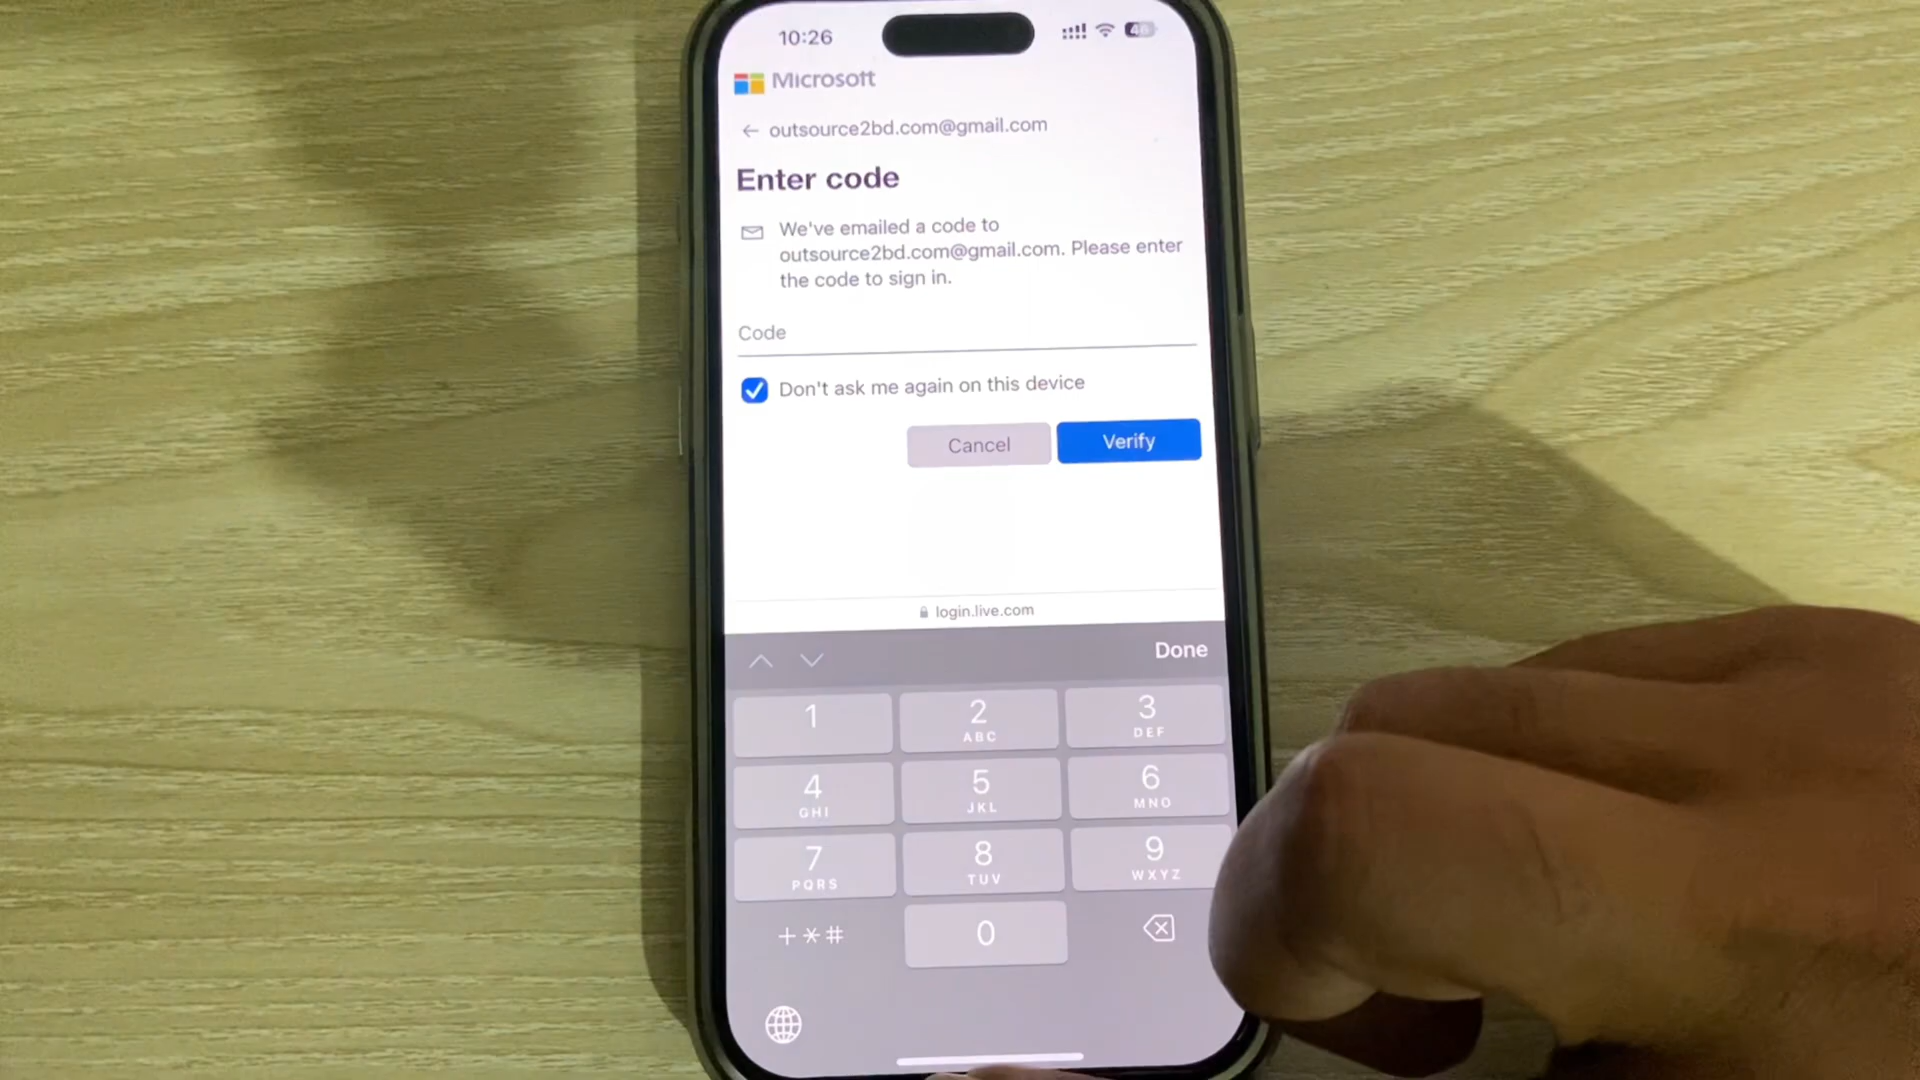 10:26
46
Microsoft
← outsource2bd.com@gmail.com
Enter code
We've emailed a code to
outsource2bd.com@gmail.com. Please enter
the code to sign in.
Code
Don't ask me again on this device
Cancel Verify
login.live.com
Done
1 2 3
ABC DEF
4 5 6
GHI JKL MNO
7 8 9
PQRS TUV WXYZ
+*# 0